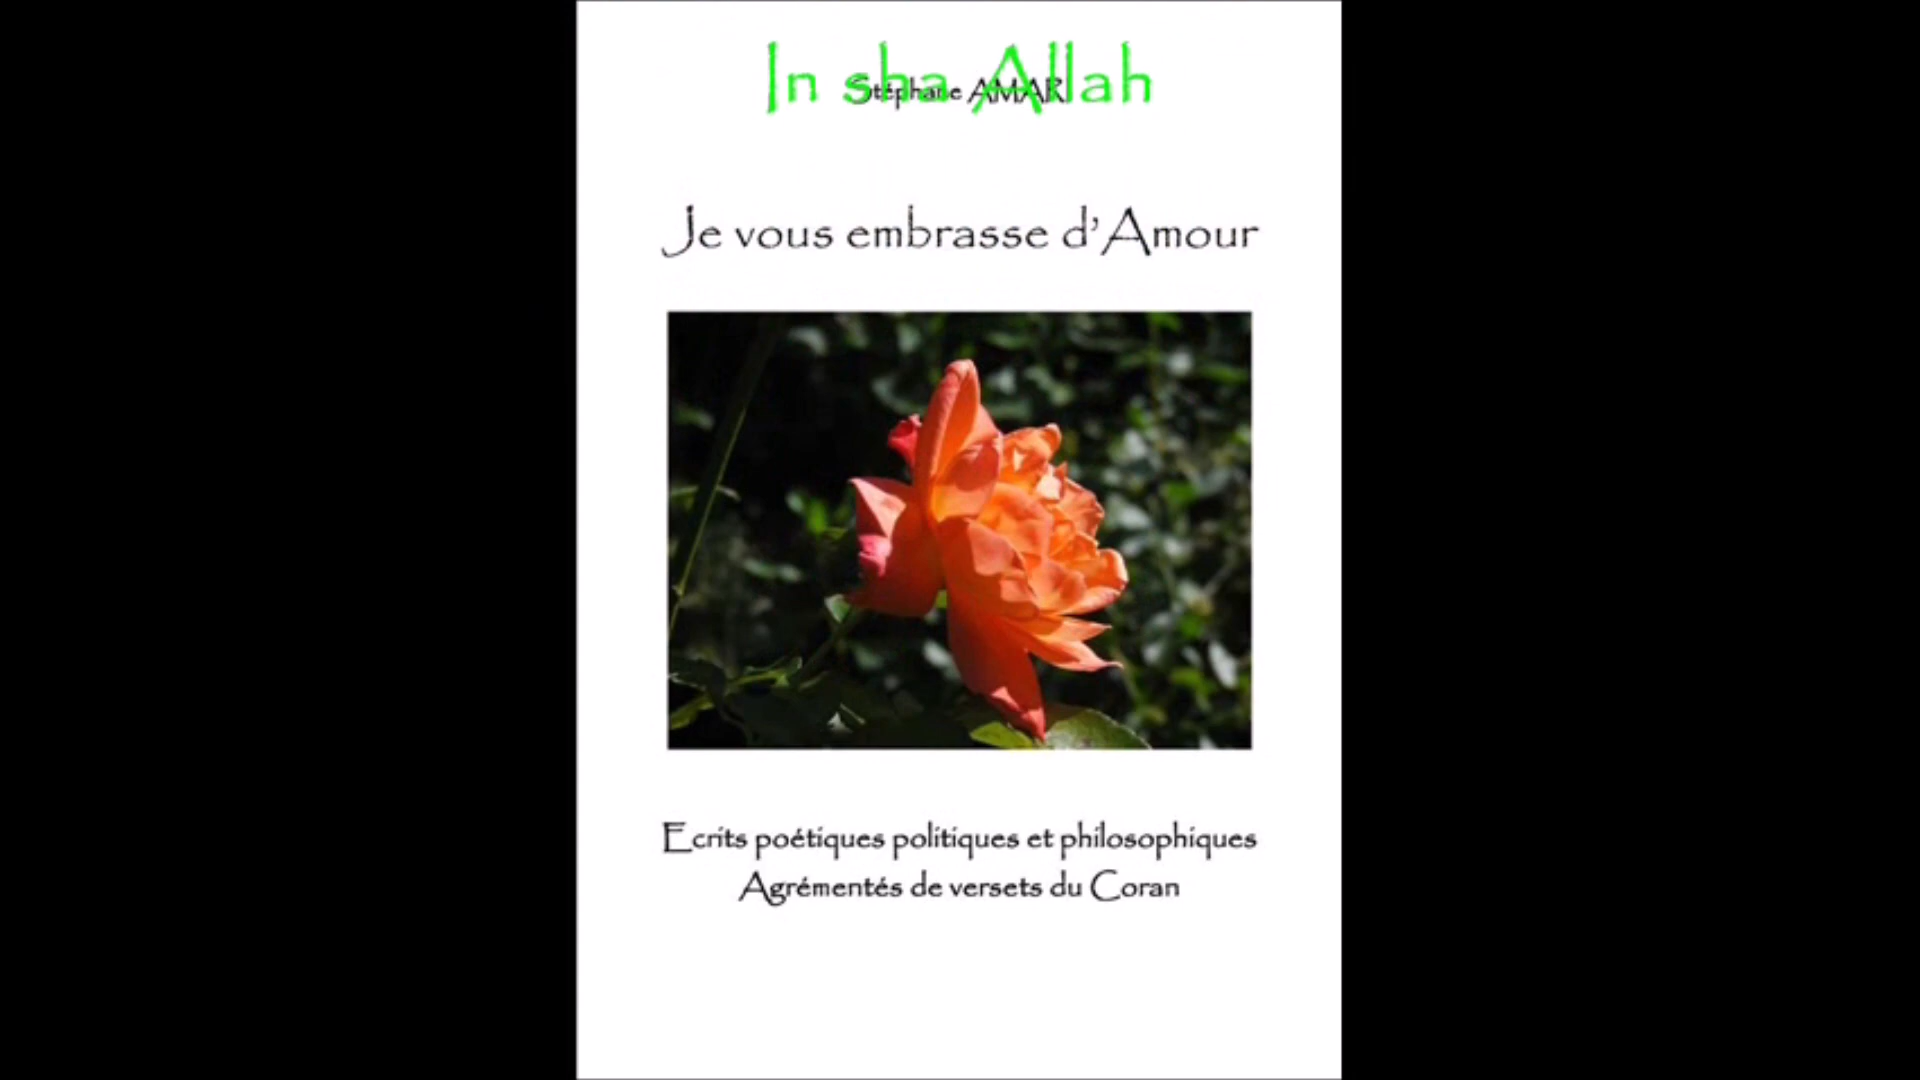 In sha Allah
Stéphane AMAR
Je vous embrasse d'Amour
Ecrits poétiques politiques et philosophiques
Agrémentés de versets du Coran